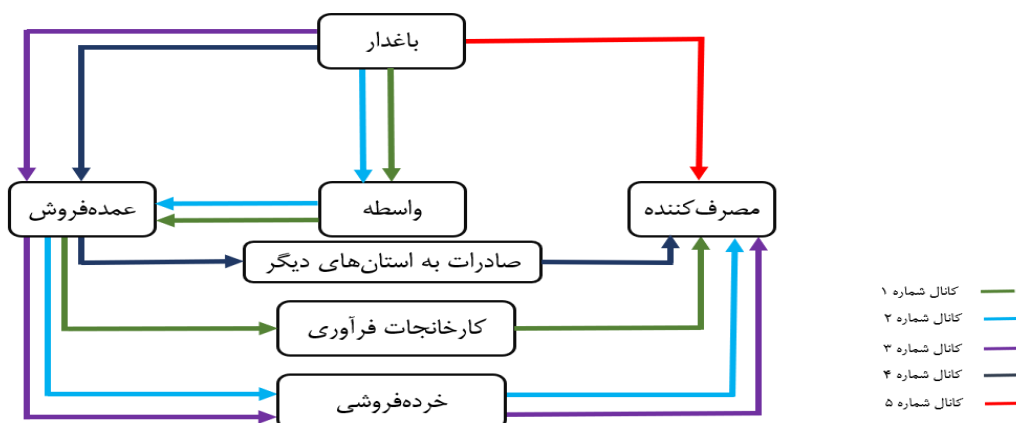 باغدار
عمده‌فروش
واسطه
مصرف‌کننده
صادرات به استان‌های دیگر
کارخانجات فرآوری
خرده‌فروشی
کانال شماره ۱
کانال شماره ۲
کانال شماره ۳
کانال شماره ۴
کانال شماره ۵